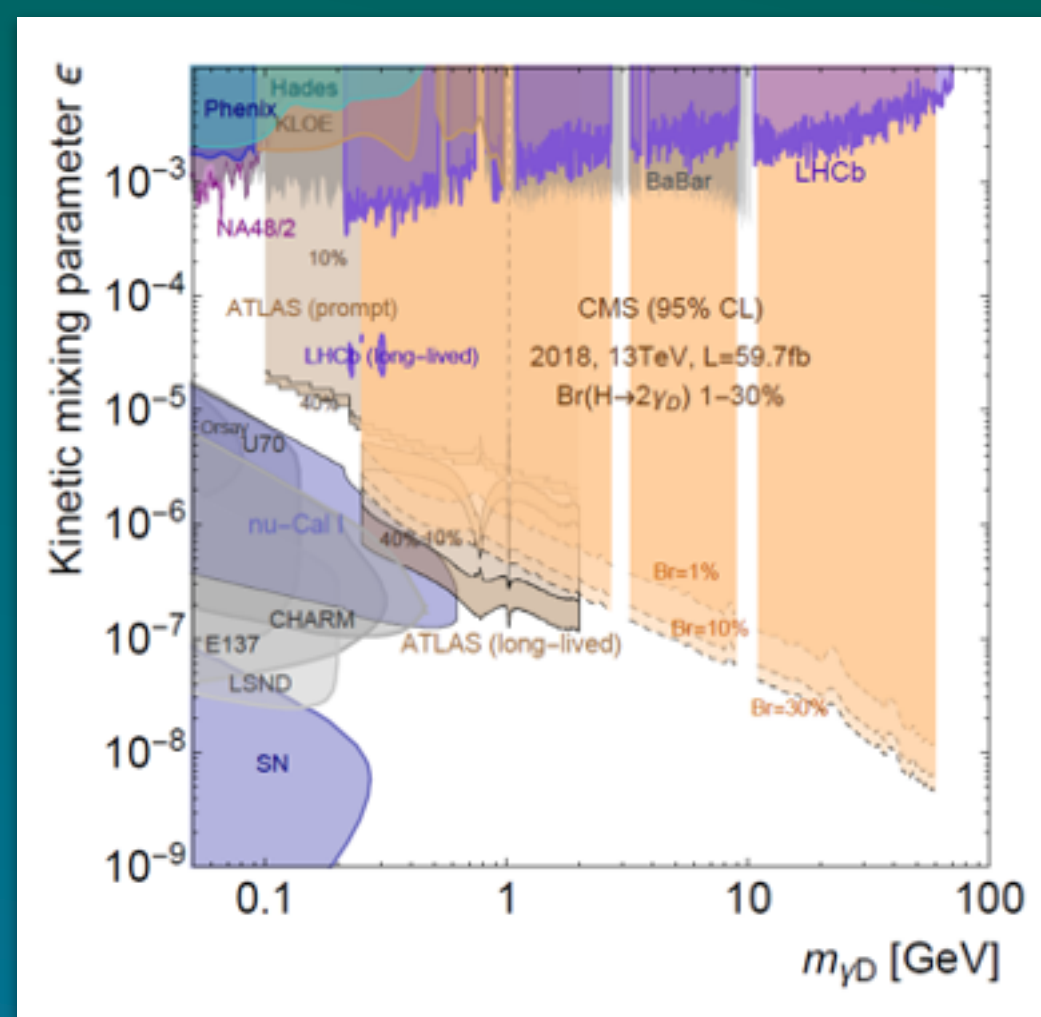 Kinetic mixing parameter ϵ
10⁻³
10⁻⁴
10⁻⁵
10⁻⁶
10⁻⁷
10⁻⁸
10⁻⁹
Hades
Phenix
KLOE
BaBar
LHCb
NA48/2
10%
ATLAS (prompt)
CMS (95% CL)
LHCb (long-lived)
2018, 13TeV, L=59.7fb
Br(H→2γD) 1-30%
40%
Orsay
U70
nu-Cal I
40% 10%
Br=1%
CHARM
Br=10%
E137
ATLAS (long-lived)
LSND
Br=30%
SN
0.1
1
10
100
mγD [GeV]